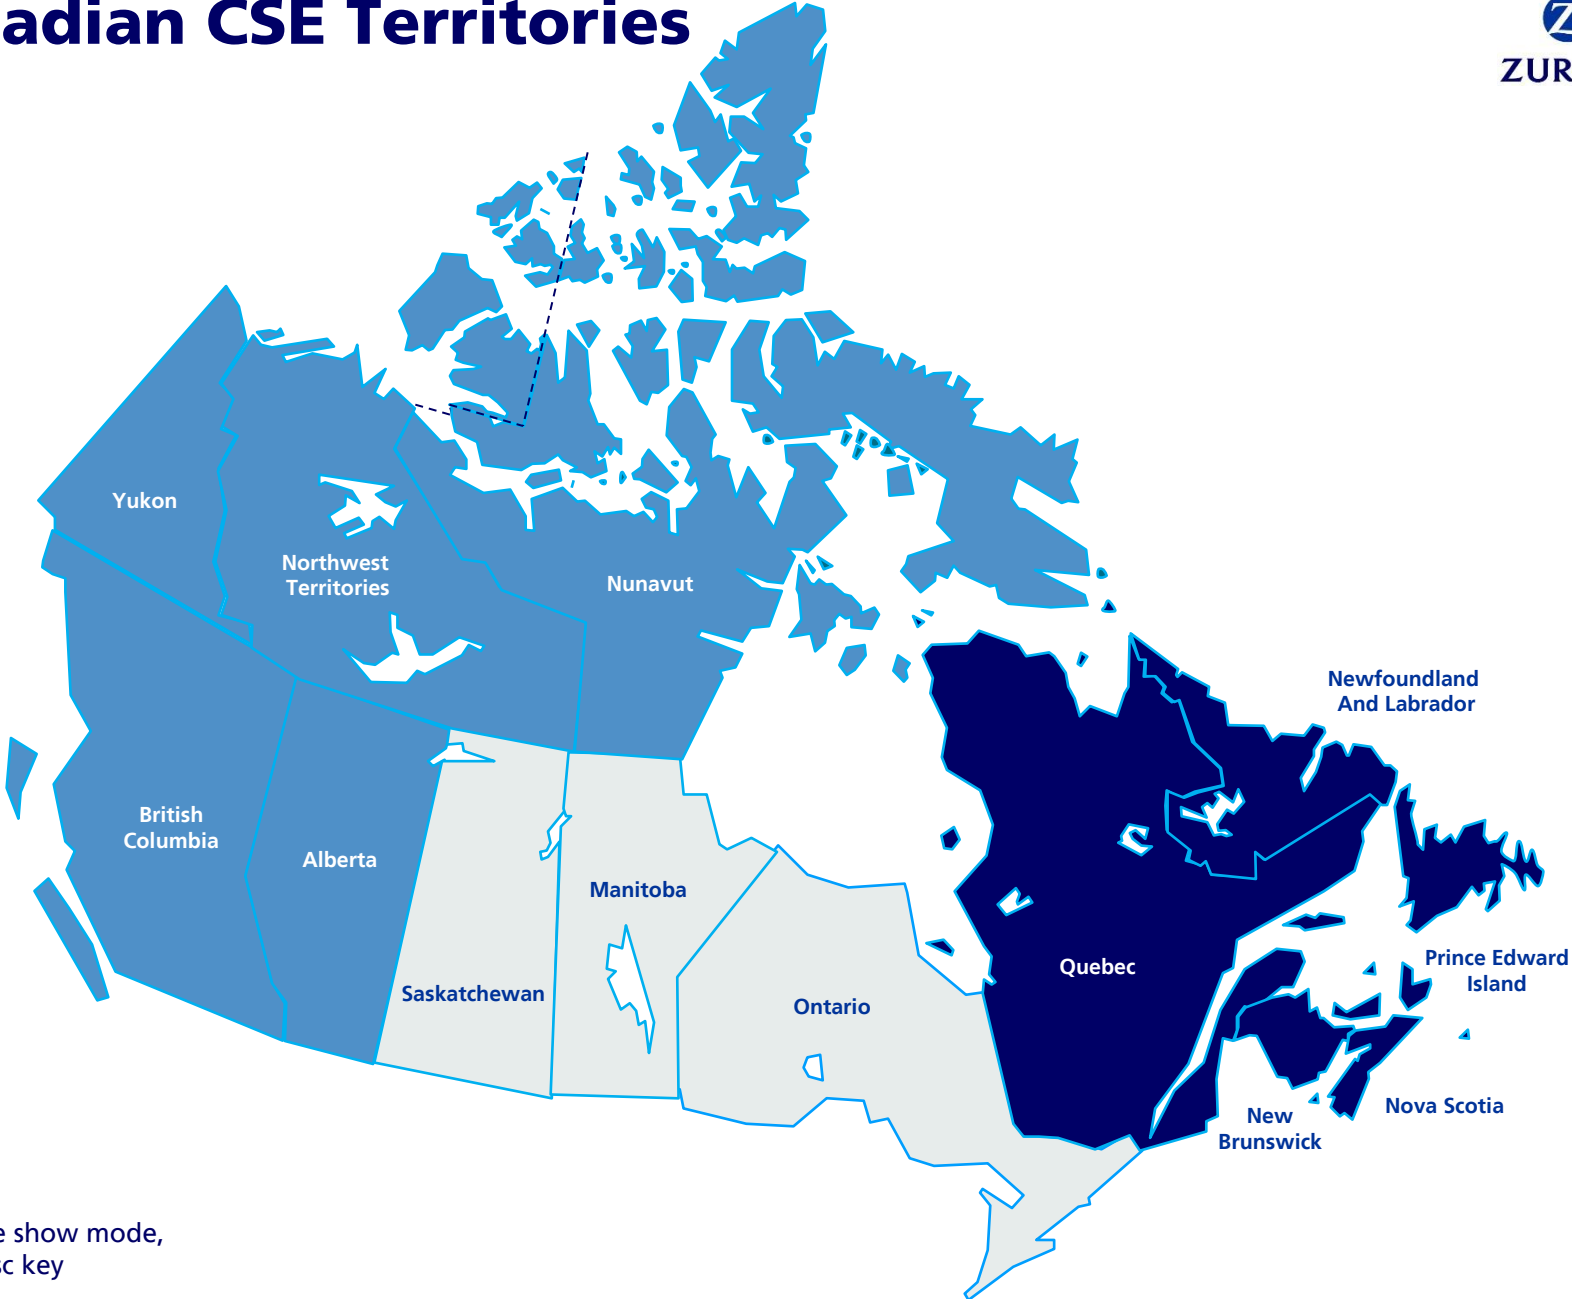 adian CSE Territories
Z
ZUR
Yukon
Northwest
Territories
Nunavut
Newfoundland
And Labrador
British
Columbia
Alberta
Manitoba
Saskatchewan
Ontario
Quebec
Prince Edward
Island
Nova Scotia
New
Brunswick
e show mode,
sc key